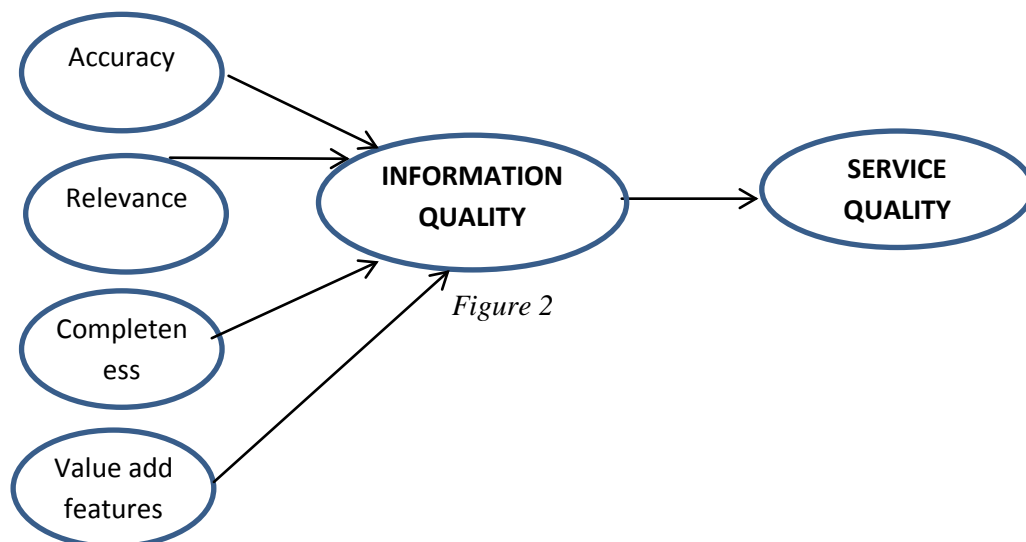 Accuracy
Relevance
Completen
ess
Value add
features
INFORMATION
QUALITY
Figure 2
SERVICE
QUALITY